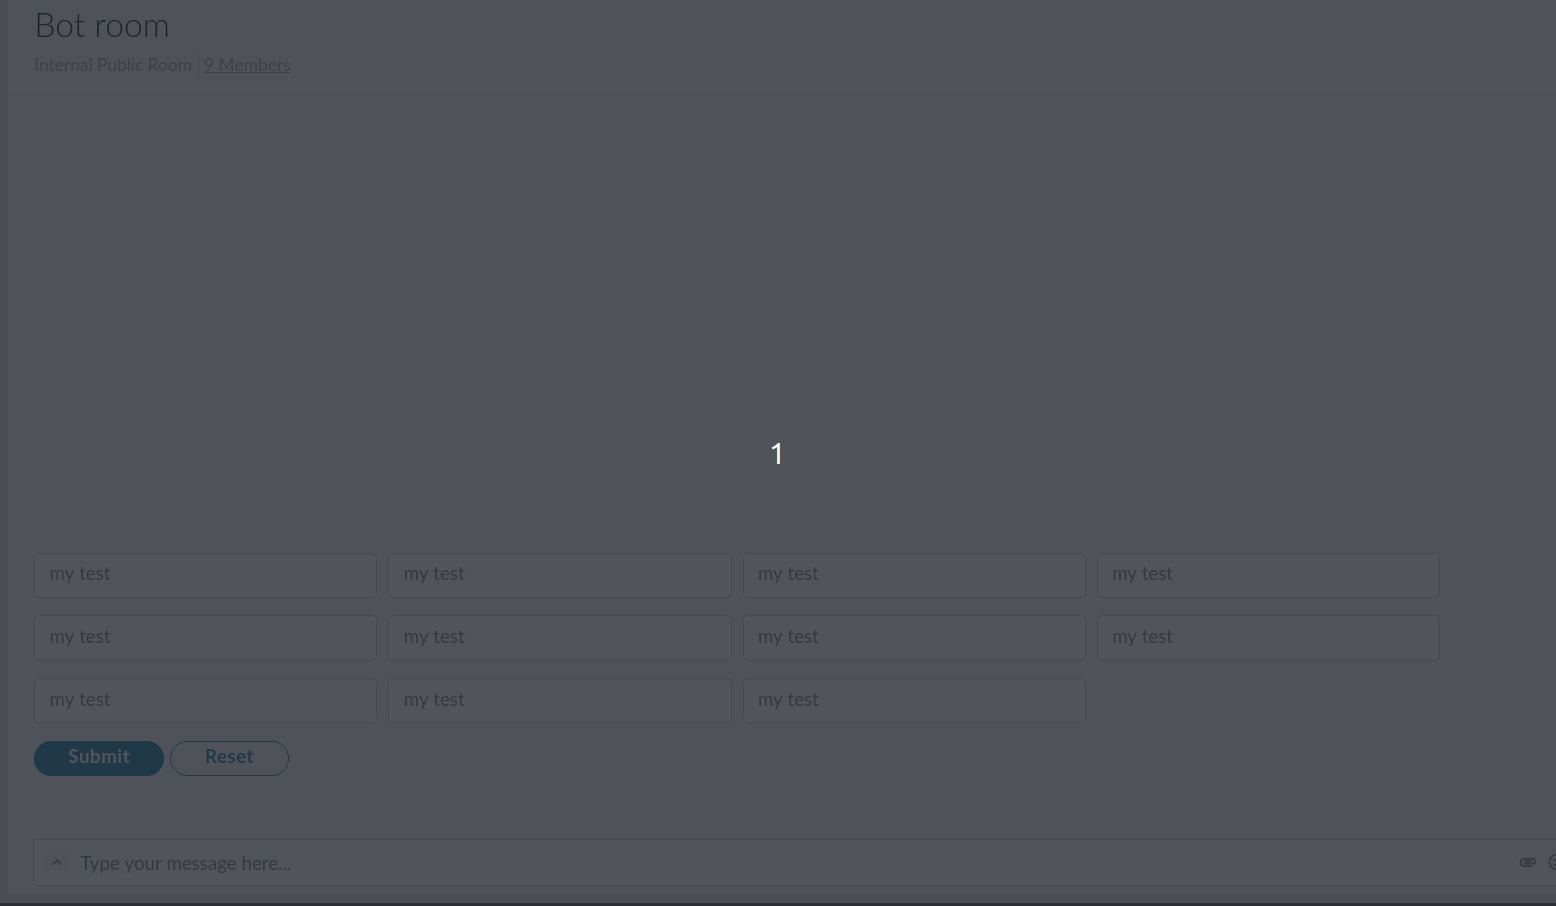 Bot room
Internal Public Room | 9 Members
1
my test my test my test my test
my test my test my test my test
my test my test my test
Submit Reset
Type your message here...